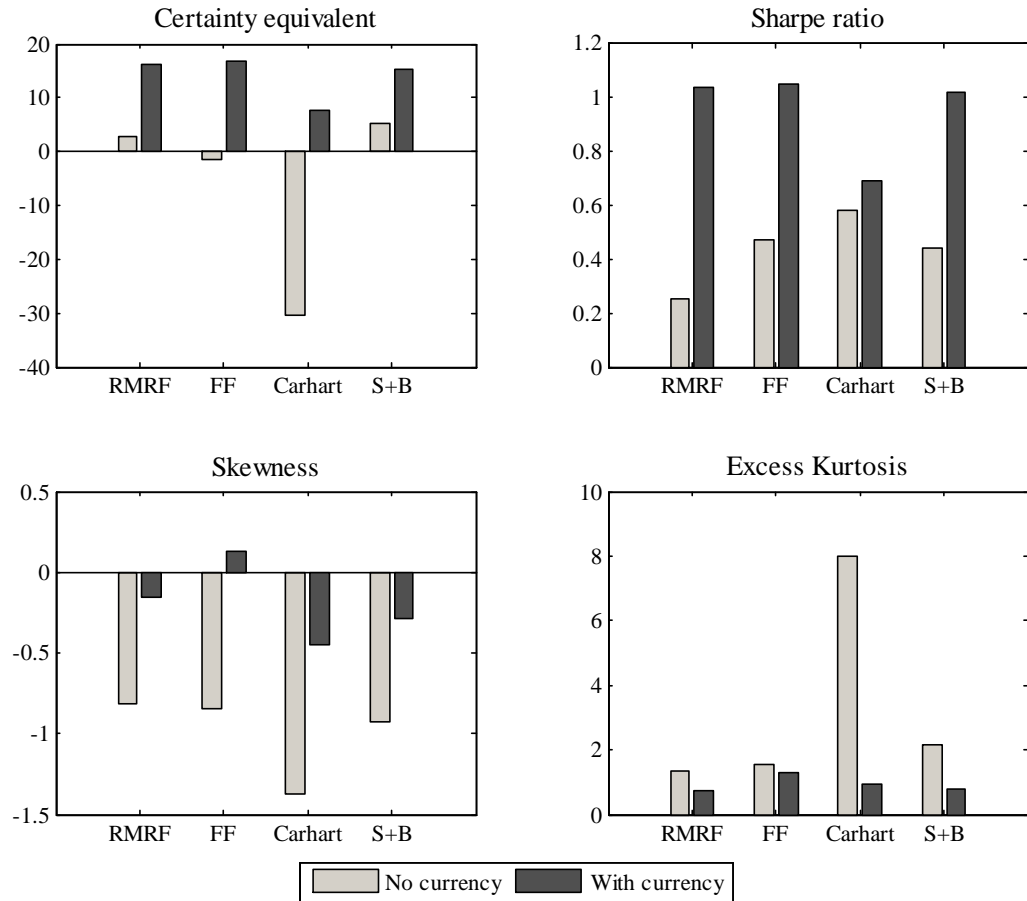 Certainty equivalent
20
10
0
-10
-20
-30
-40
RMRF FF Carhart S+B
Sharpe ratio
1.2
1
0.8
0.6
0.4
0.2
0
RMRF FF Carhart S+B
Skewness
0.5
0
-0.5
-1
-1.5
RMRF FF Carhart S+B
Excess Kurtosis
10
8
6
4
2
0
RMRF FF Carhart S+B
No currency With currency